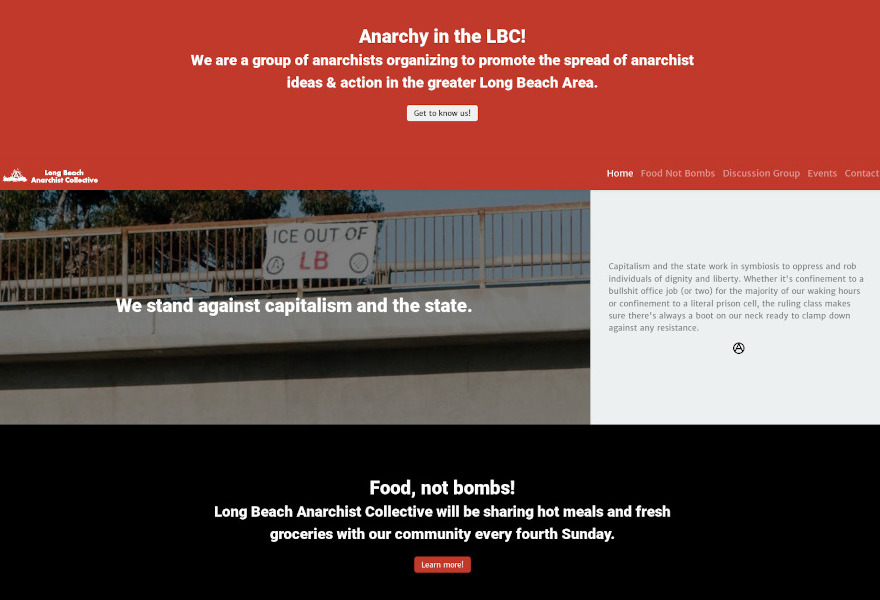 Anarchy in the LBC!
We are a group of anarchists organizing to promote the spread of anarchist
ideas & action in the greater Long Beach Area.
Get to know us!
Long Beach
Anarchist Collective
Home Food Not Bombs Discussion Group Events Contact
ICE OUT OF
LB
We stand against capitalism and the state.
Capitalism and the state work in symbiosis to oppress and rob
individuals of dignity and liberty. Whether it's confinement to a
bullshit office job (or two) for the majority of our waking hours
or confinement to a literal prison cell, the ruling class makes
sure there's always a boot on our neck ready to clamp down
against any resistance.
Food, not bombs!
Long Beach Anarchist Collective will be sharing hot meals and fresh
groceries with our community every fourth Sunday.
Learn more!